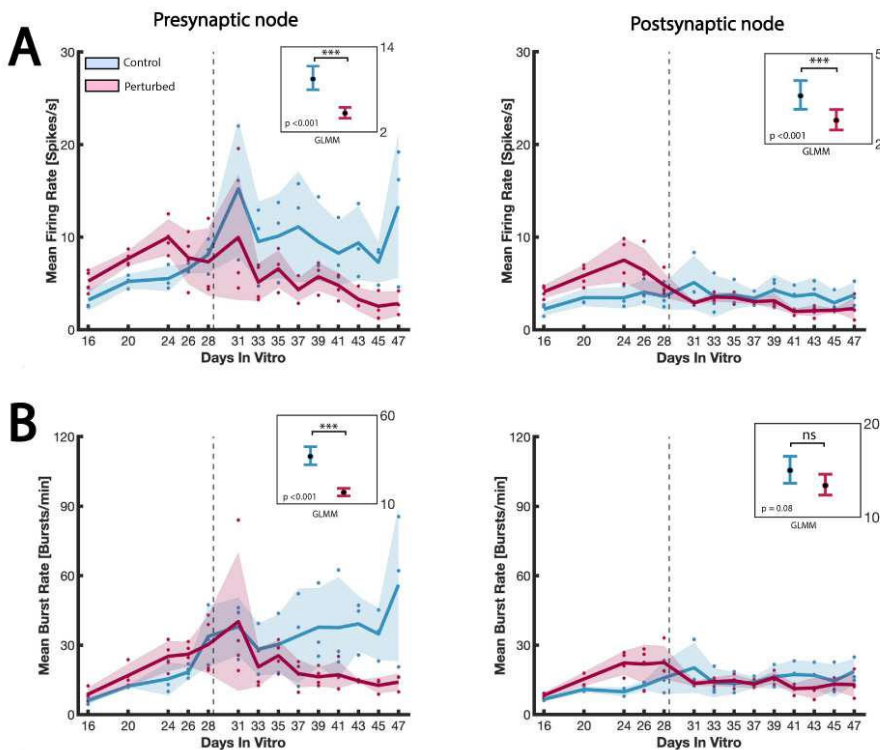 Presynaptic node
Postsynaptic node
A
Mean Firing Rate [Spikes/s]
30
20
10
0
Control
Perturbed
***
14
2
p <0.001
GLMM
16 20 24 26 28 31 33 35 37 39 41 43 45 47
Days In Vitro
Mean Firing Rate [Spikes/s]
30
20
10
0
***
5
2
p <0.001
GLMM
16 20 24 26 28 31 33 35 37 39 41 43 45 47
Days In Vitro
B
Mean Burst Rate [Bursts/min]
120
90
60
30
0
***
60
10
p <0.001
GLMM
16 20 24 26 28 31 33 35 37 39 41 43 45 47
Days In Vitro
Mean Burst Rate [Bursts/min]
120
90
60
30
0
ns
20
10
p = 0.08
GLMM
16 20 24 26 28 31 33 35 37 39 41 43 45 47
Days In Vitro